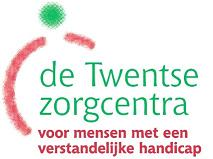 de Twentse
zorgcentra
voor mensen met een
verstandelijke handicap